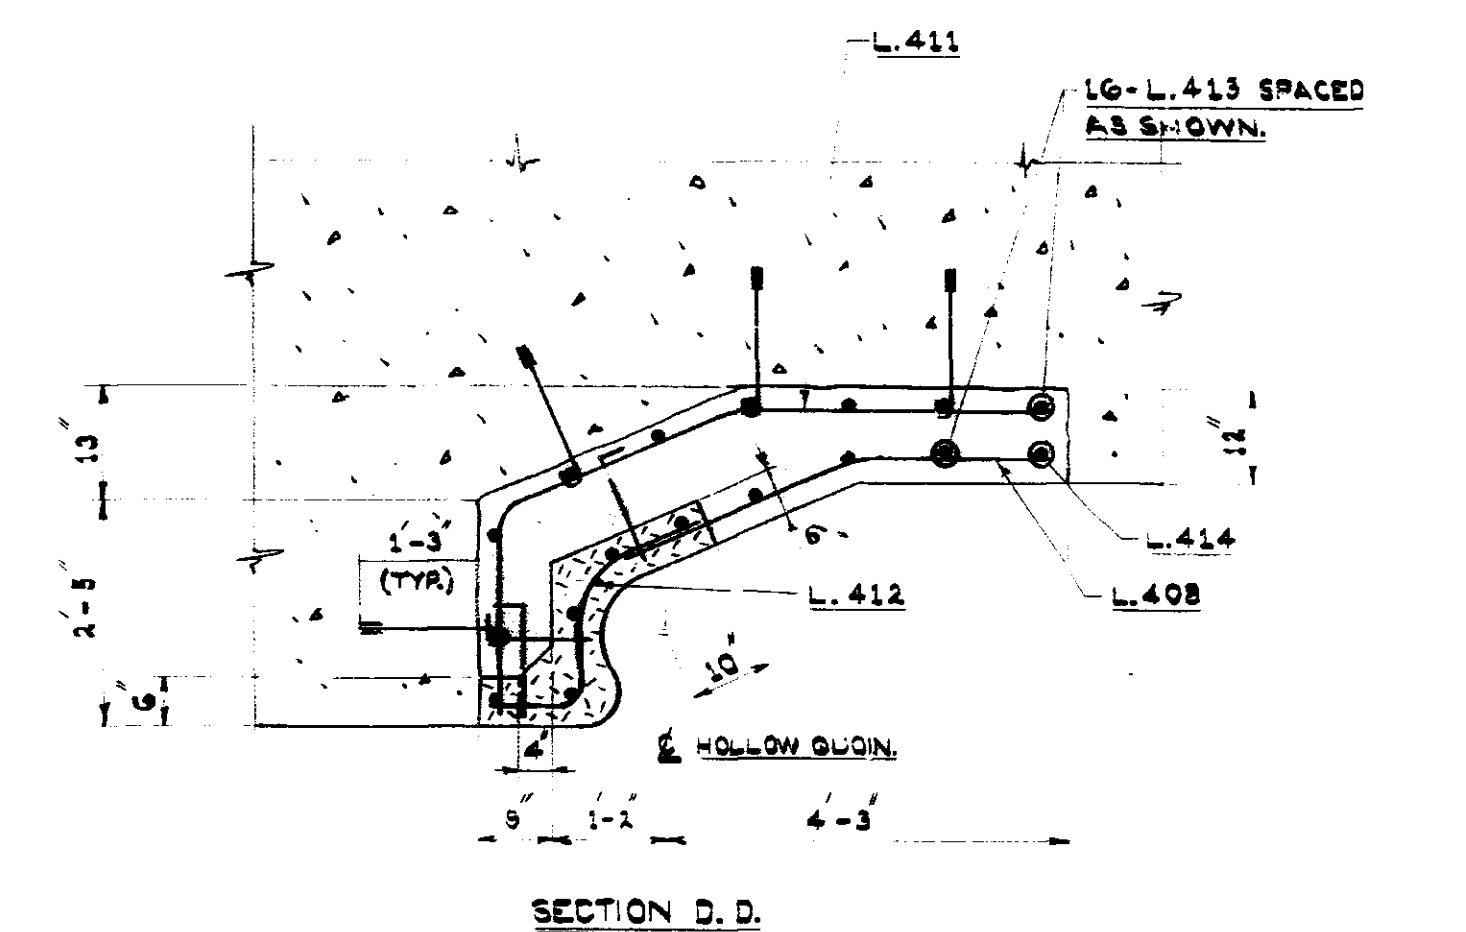 L.411
16-L.413 SPACED
AS SHOWN.
13"
12"
1'-3"
(TYP.)
6"
L.414
L.408
2'-5"
L.412
10"
6"
4"
℄ HOLLOW QUOIN.
1'-2"
4'-3"
SECTION D. D.